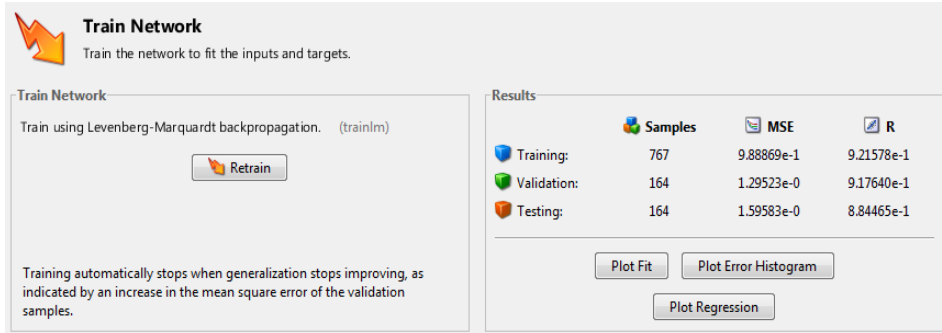 Train Network
Train the network to fit the inputs and targets.
Train Network
Train using Levenberg-Marquardt backpropagation. (trainlm)
Retrain
Training automatically stops when generalization stops improving, as
indicated by an increase in the mean square error of the validation
samples.
Results
Samples MSE R
Training: 767 9.88869e-1 9.21578e-1
Validation: 164 1.29523e-0 9.17640e-1
Testing: 164 1.59583e-0 8.84465e-1
Plot Fit Plot Error Histogram
Plot Regression